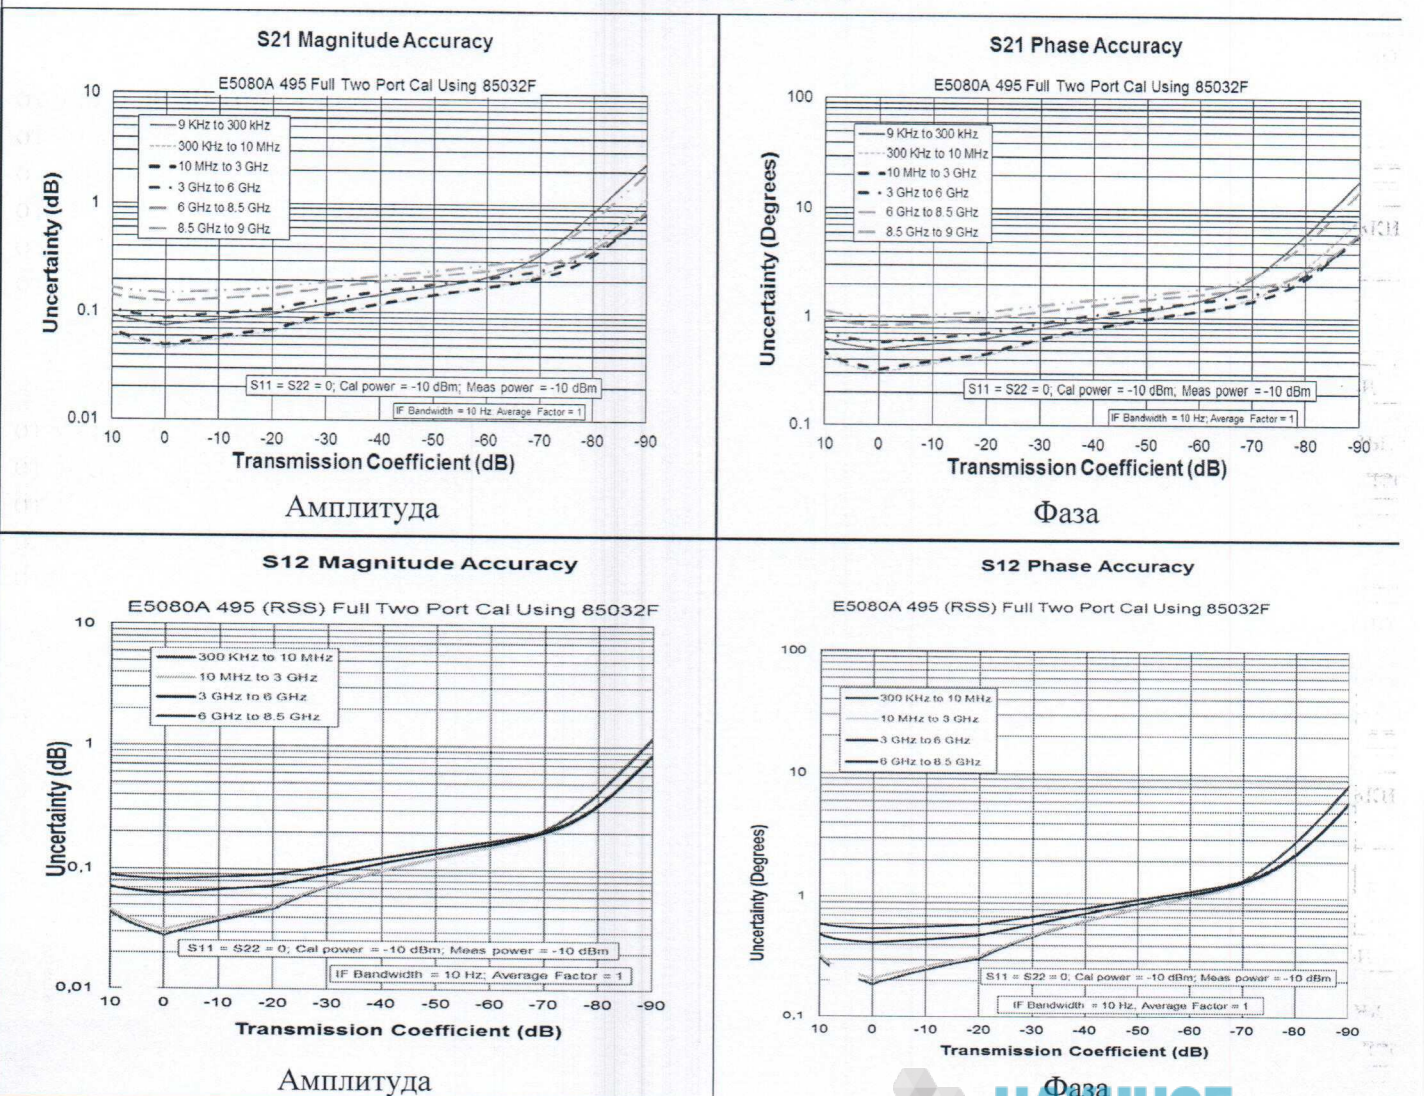 S21 Magnitude Accuracy
E5080A 495 Full Two Port Cal Using 85032F
Uncertainty (dB)
10
1
0.1
0.01
9 KHz to 300 kHz
300 KHz to 10 MHz
10 MHz to 3 GHz
3 GHz to 6 GHz
6 GHz to 8.5 GHz
8.5 GHz to 9 GHz
S11 = S22 = 0; Cal power = -10 dBm; Meas power = -10 dBm
IF Bandwidth = 10 Hz. Average Factor = 1
10 0 -10 -20 -30 -40 -50 -60 -70 -80 -90
Transmission Coefficient (dB)
Амплитуда
S21 Phase Accuracy
E5080A 495 Full Two Port Cal Using 85032F
Uncertainty (Degrees)
100
10
1
0.1
9 KHz to 300 kHz
300 KHz to 10 MHz
10 MHz to 3 GHz
3 GHz to 6 GHz
6 GHz to 8 5 GHz
8.5 GHz to 9 GHz
S11 = S22 = 0; Cal power = -10 dBm; Meas power = -10 dBm
IF Bandwidth = 10 Hz; Average Factor = 1
10 0 -10 -20 -30 -40 -50 -60 -70 -80 -90
Transmission Coefficient (dB)
Фаза
S12 Magnitude Accuracy
E5080A 495 (RSS) Full Two Port Cal Using 85032F
Uncertainty (dB)
10
1
0.1
0,01
300 KHz to 10 MHz
10 MHz to 3 GHz
3 GHz to 6 GHz
6 GHz to 8.5 GHz
S11 = S22 = 0; Cal power = -10 dBm; Meas power = -10 dBm
IF Bandwidth = 10 Hz; Average Factor = 1
10 0 -10 -20 -30 -40 -50 -60 -70 -80 -90
Transmission Coefficient (dB)
Амплитуда
S12 Phase Accuracy
E5080A 495 (RSS) Full Two Port Cal Using 85032F
Uncertainty (Degrees)
100
10
1
0,1
300 KHz to 10 MHz
10 MHz to 3 GHz
3 GHz to 6 GHz
6 GHz to 8 5 GHz
S11 = S22 = 0; Cal power = -10 dBm; Meas power = -10 dBm
IF Bandwidth = 10 Hz. Average Factor = 1
10 0 -10 -20 -30 -40 -50 -60 -70 -80 -90
Transmission Coefficient (dB)
Фаза